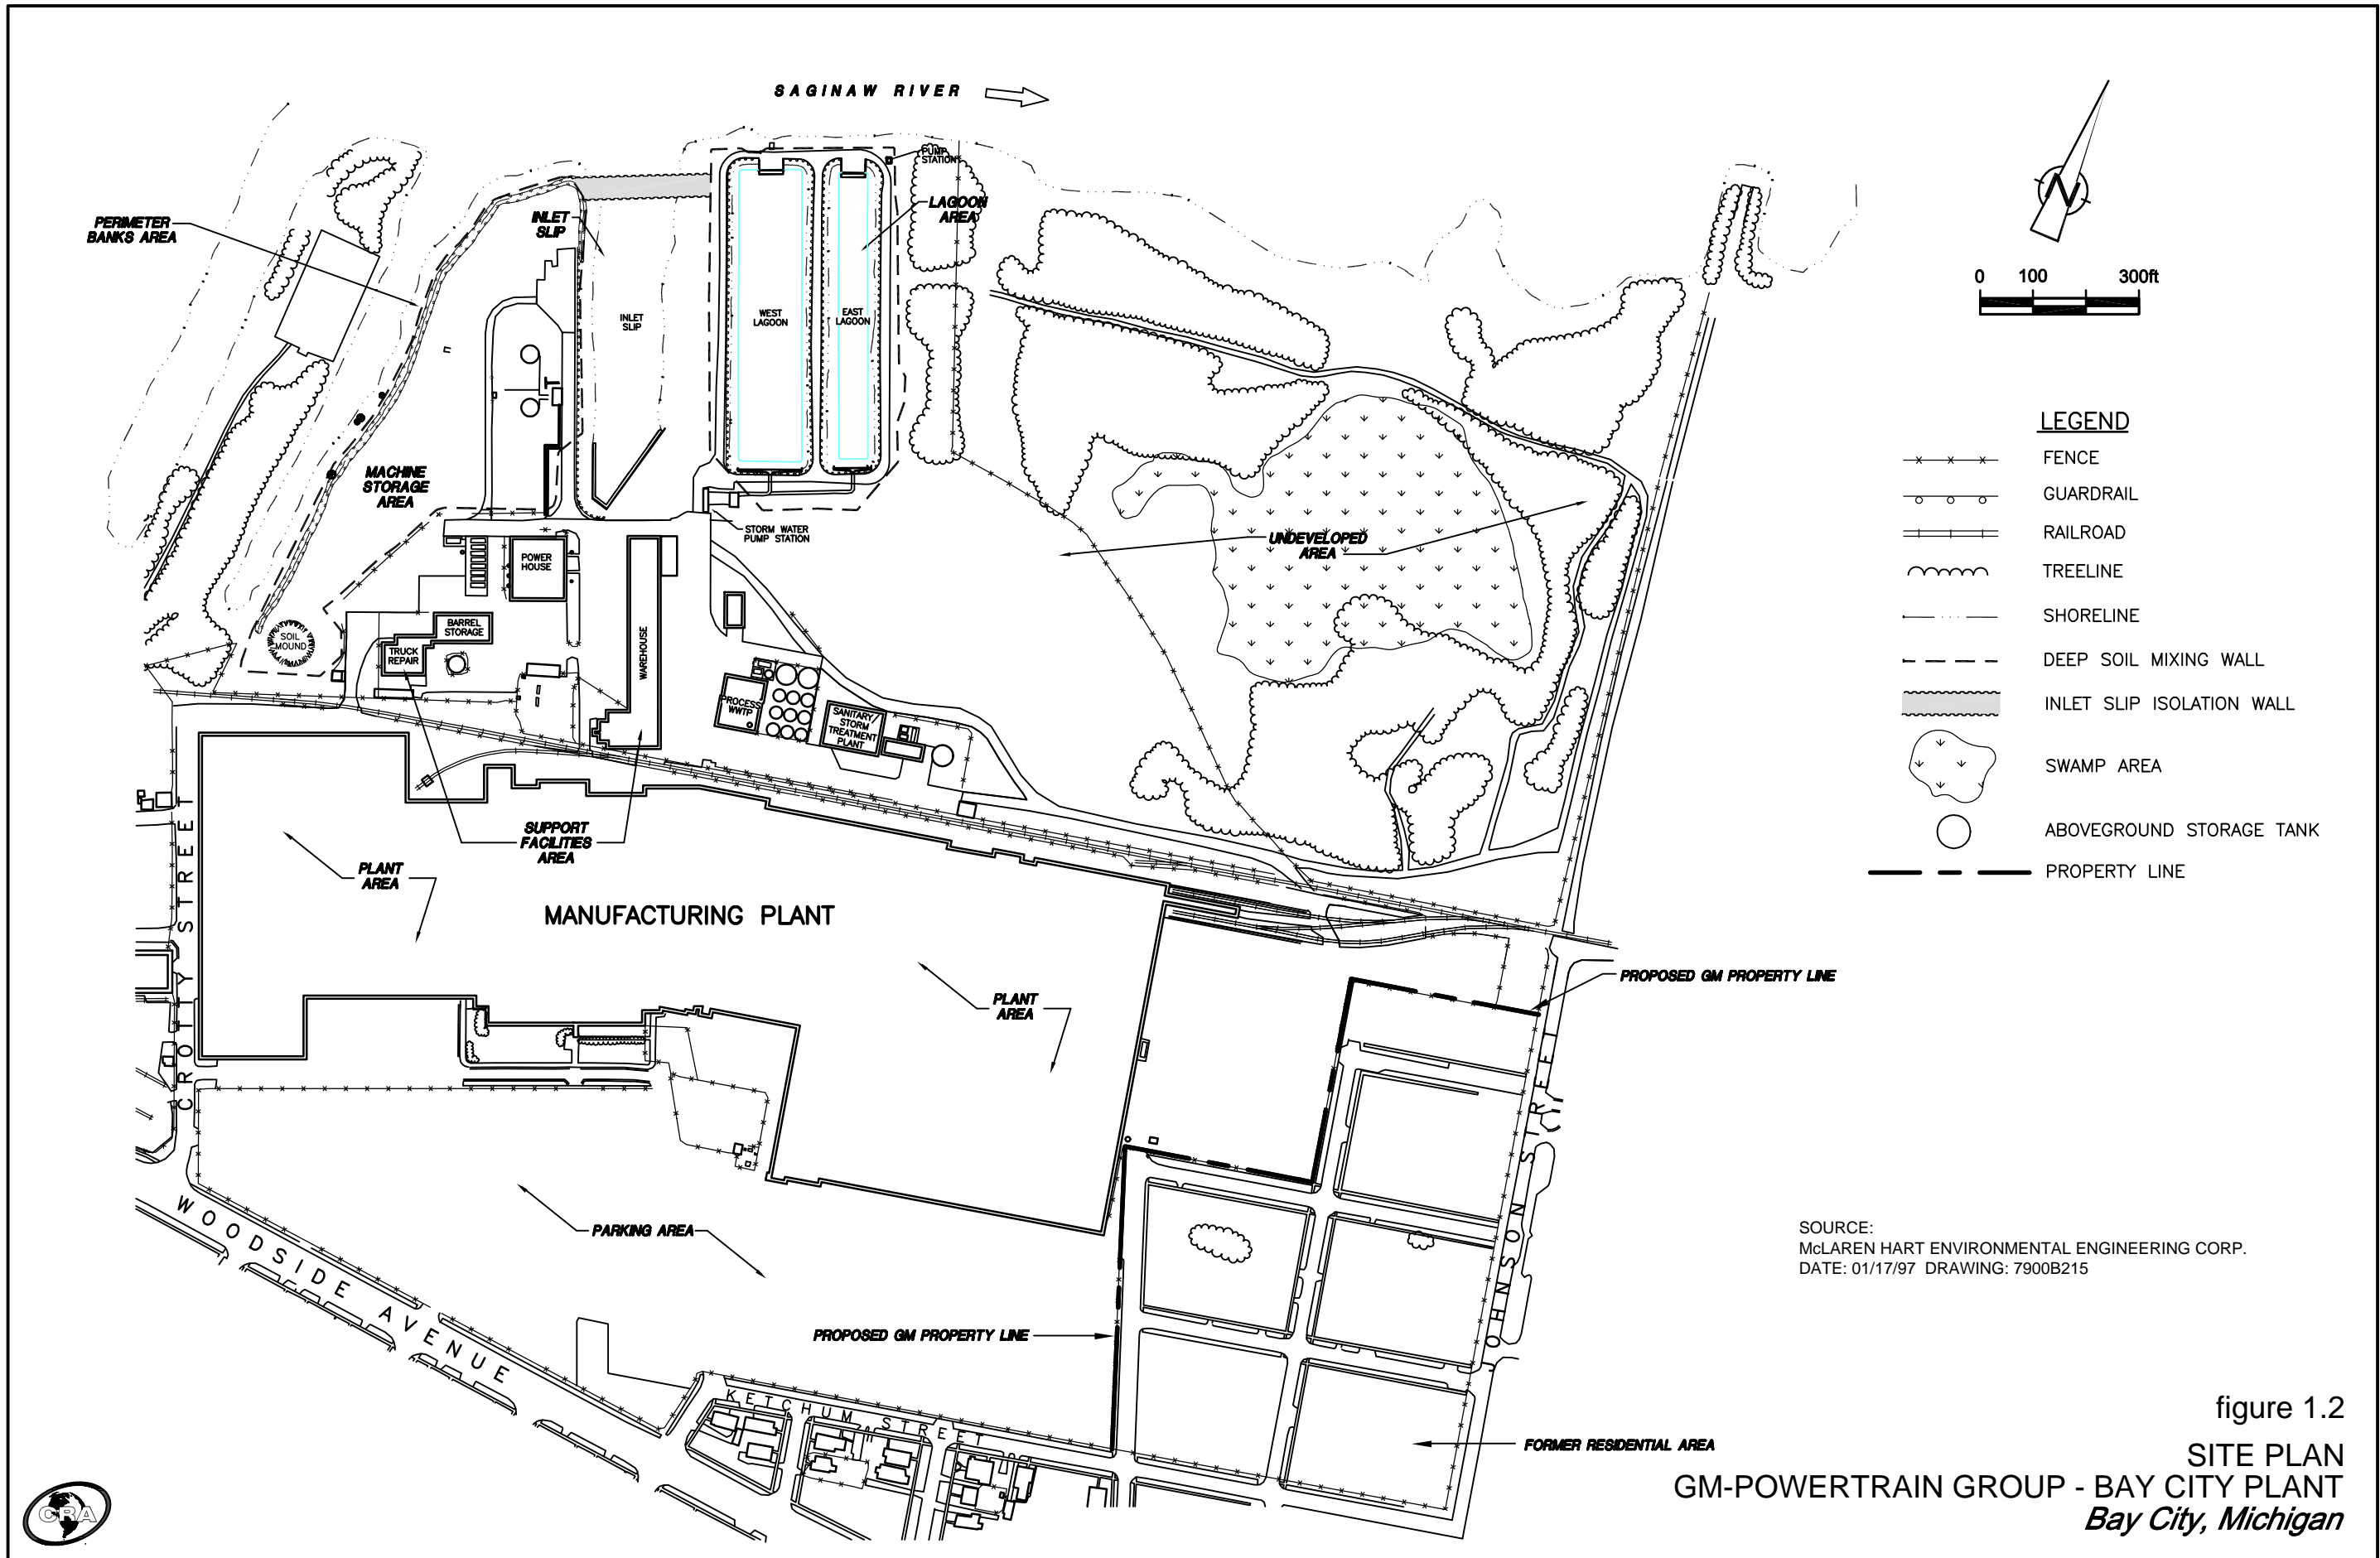 SAGINAW RIVER
PERIMETER
BANKS AREA
INLET
SLIP
PUMP
STATION
LAGOON
AREA
INLET
SLIP
WEST
LAGOON
EAST
LAGOON
N
0 100 300ft
MACHINE
STORAGE
AREA
STORM WATER
PUMP STATION
UNDEVELOPED
AREA
POWER
HOUSE
BARREL
STORAGE
TRUCK
REPAIR
SOIL
MOUND
WAREHOUSE
PROCESS
WWTP
SANITARY/
STORM
TREATMENT
PLANT
LEGEND
FENCE
GUARDRAIL
RAILROAD
TREELINE
SHORELINE
DEEP SOIL MIXING WALL
INLET SLIP ISOLATION WALL
SWAMP AREA
ABOVEGROUND STORAGE TANK
PROPERTY LINE
SUPPORT
FACILITIES
AREA
PLANT
AREA
MANUFACTURING PLANT
PLANT
AREA
CROTTY STREET
PROPOSED GM PROPERTY LINE
PARKING AREA
WOODSIDE AVENUE
PROPOSED GM PROPERTY LINE
KETCHUM STREET
JOHNSON STREET
FORMER RESIDENTIAL AREA
SOURCE:
McLAREN HART ENVIRONMENTAL ENGINEERING CORP.
DATE: 01/17/97 DRAWING: 7900B215
CRA
figure 1.2
SITE PLAN
GM-POWERTRAIN GROUP - BAY CITY PLANT
Bay City, Michigan